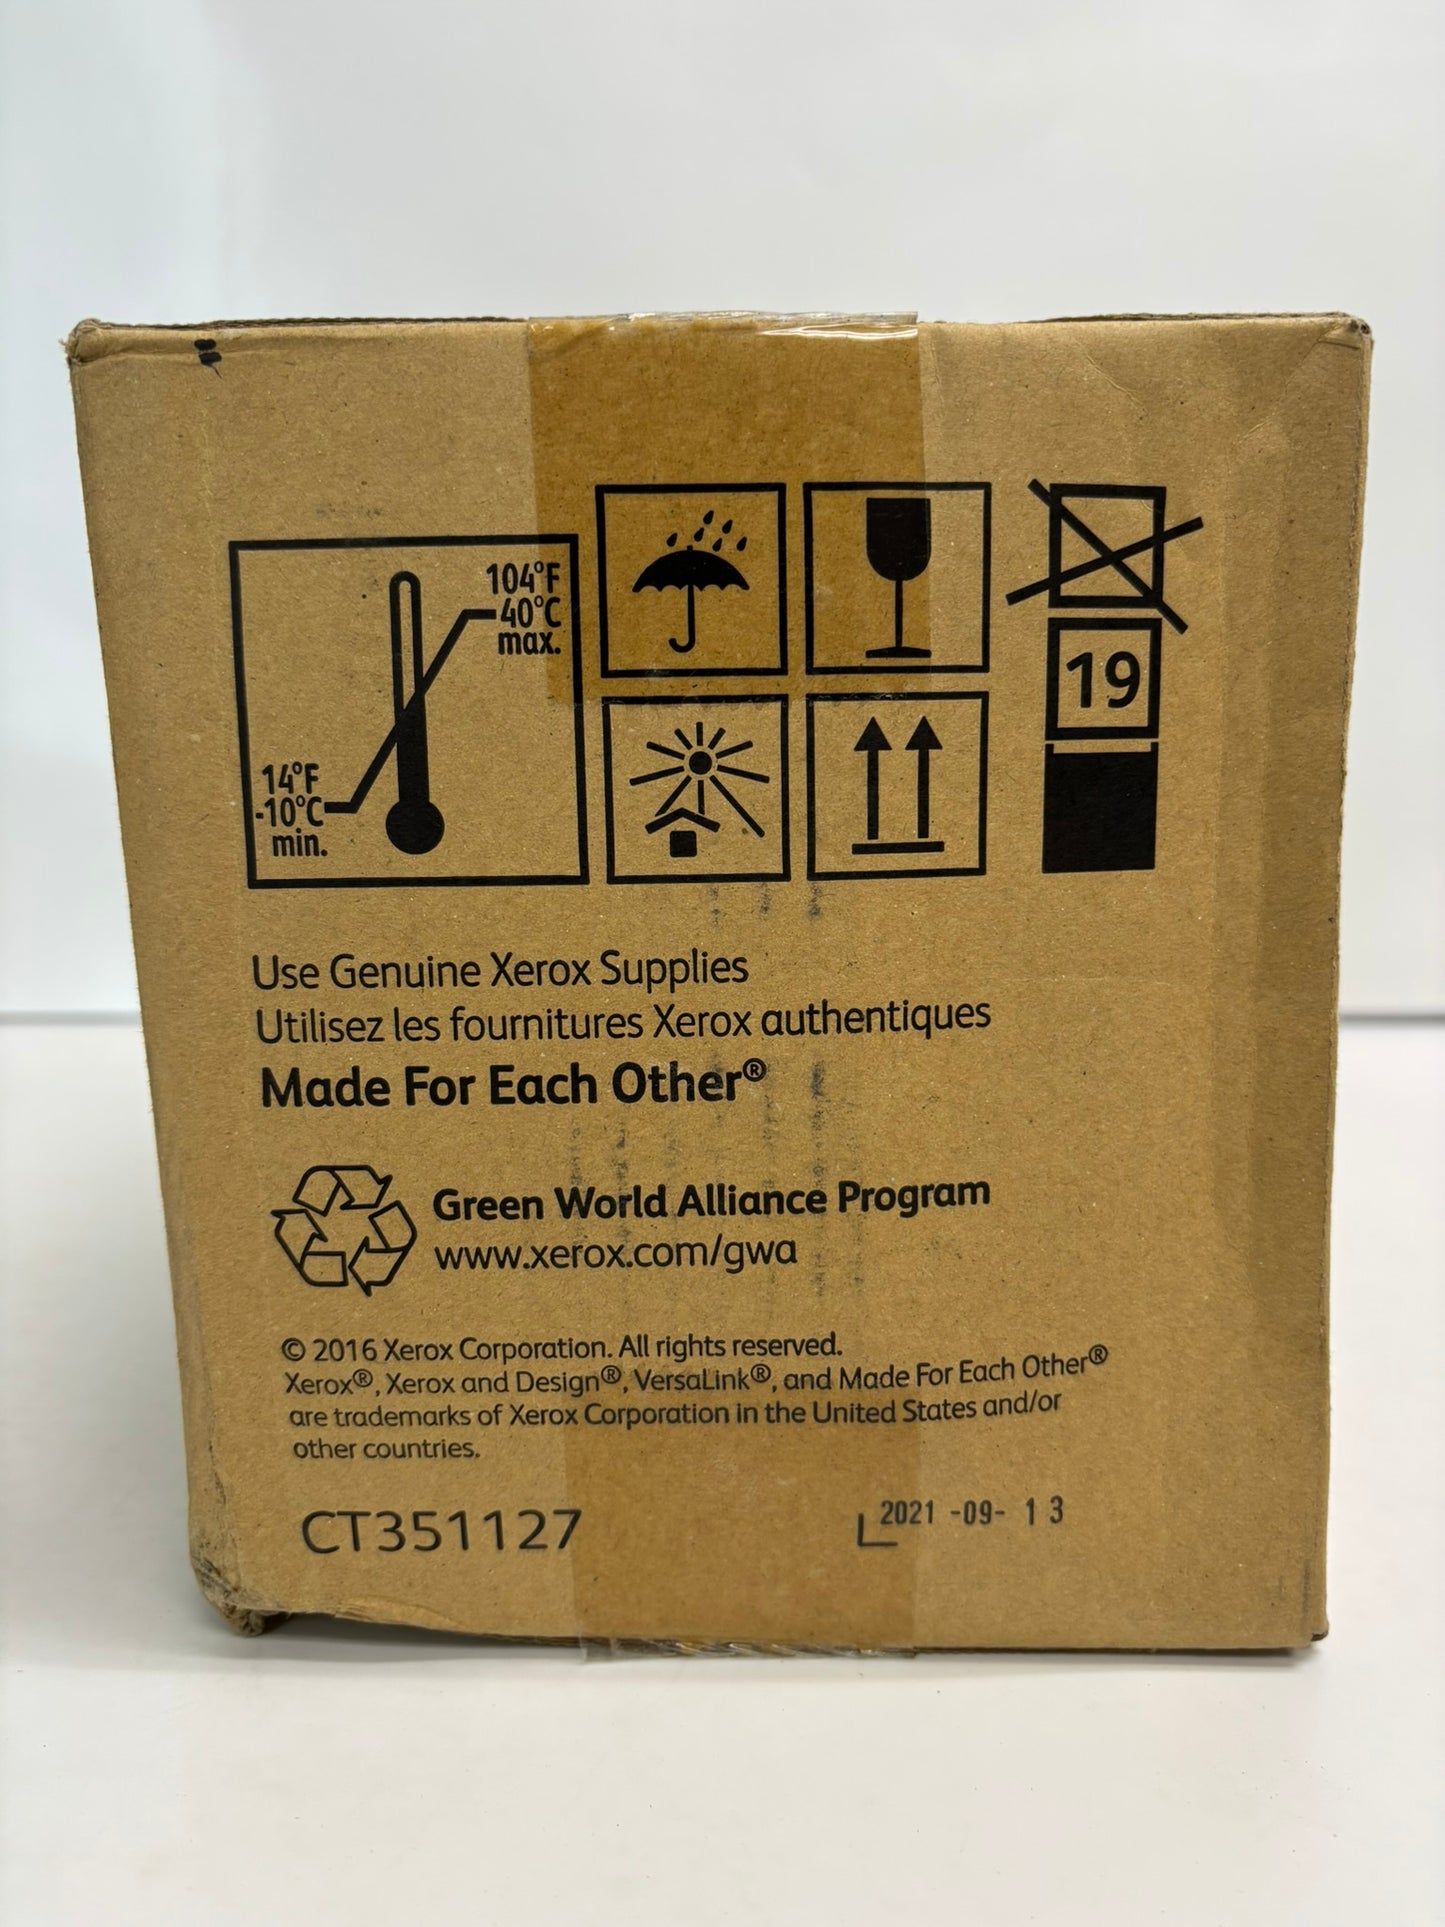 104°F
40°C
max.
14°F
-10°C
min.
19
Use Genuine Xerox Supplies
Utilisez les fournitures Xerox authentiques
Made For Each Other®
Green World Alliance Program
www.xerox.com/gwa
© 2016 Xerox Corporation. All rights reserved.
Xerox®, Xerox and Design®, VersaLink®, and Made For Each Other®
are trademarks of Xerox Corporation in the United States and/or
other countries.
CT351127
2021 -09- 1 3